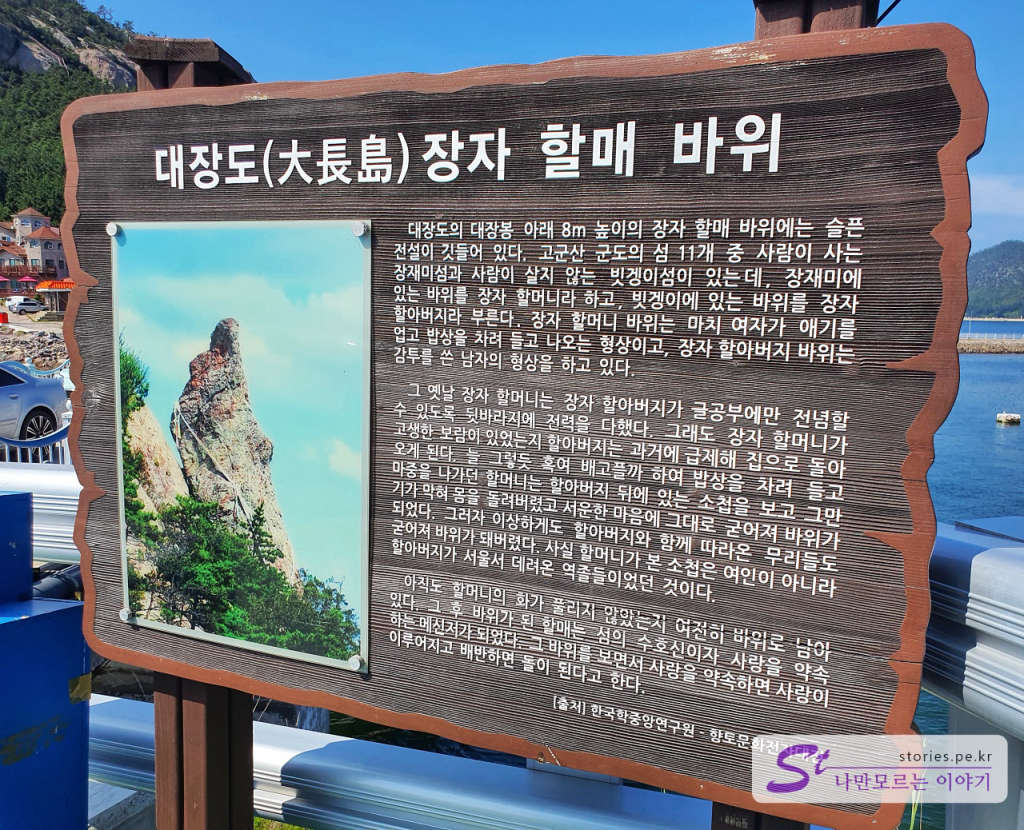 대장도(大長島) 장자 할매 바위
대장도의 대장봉 아래 8m 높이의 장자 할매 바위에는 슬픈
전설이 깃들어 있다. 고군산 군도의 섬 11개 중 사람이 사는
장재미섬과 사람이 살지 않는 빗겡이섬이 있는데, 장재미에
있는 바위를 장자 할머니라 하고, 빗겡이에 있는 바위를 장자
할아버지라 부른다. 장자 할머니 바위는 마치 여자가 애기를
업고 밥상을 차려 들고 나오는 형상이고, 장자 할아버지 바위는
감투를 쓴 남자의 형상을 하고 있다.
그 옛날 장자 할머니는 장자 할아버지가 글공부에만 전념할
수 있도록 뒷바라지에 전력을 다했다. 그래도 장자 할머니가
고생한 보람이 있었는지 할아버지는 과거에 급제해 집으로 돌아
오게 된다. 늘 그렇듯 혹여 배고플까 하여 밥상을 차려 들고
마중을 나가던 할머니는 할아버지 뒤에 있는 소첩을 보고 그만
기가 막혀 몸을 돌려버렸고 서운한 마음에 그대로 굳어져 바위가
되었다. 그러자 이상하게도 할아버지와 함께 따라온 무리들도
굳어져 바위가 돼버렸다. 사실 할머니가 본 소첩은 여인이 아니라
할아버지가 서울서 데려온 역졸들이었던 것이다.
아직도 할머니의 화가 풀리지 않았는지 여전히 바위로 남아
있다. 그 후 바위가 된 할매는 섬의 수호신이자 사랑을 약속
하는 메신저가 되었다. 그 바위를 보면서 사랑을 약속하면 사랑이
이루어지고 배반하면 돌이 된다고 한다.
[출처] 한국학중앙연구원 - 향토문화전자대전
St stories.pe.kr
나만모르는 이야기